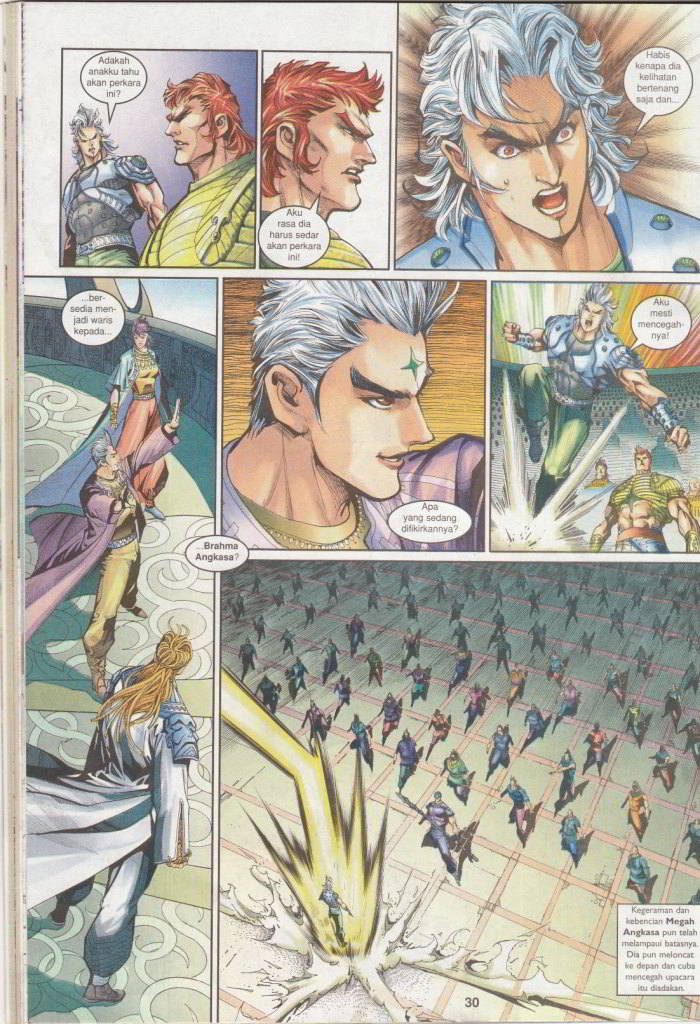 Adakah
anakku tahu
akan perkara
ini?
Aku
rasa dia
harus sedar
akan perkara
ini!
Habis
kenapa dia
kelihatan
bertenang
saja dan...
...ber-
sedia men-
jadi waris
kepada...
...Brahma
Angkasa?
Apa
yang sedang
difikirkannya?
Aku
mesti
mencegah-
nya!
Kegeraman dan
kebencian Megah
Angkasa pun telah
melampaui batasnya.
Dia pun meloncat
ke depan dan cuba
mencegah upacara
itu diadakan.
30